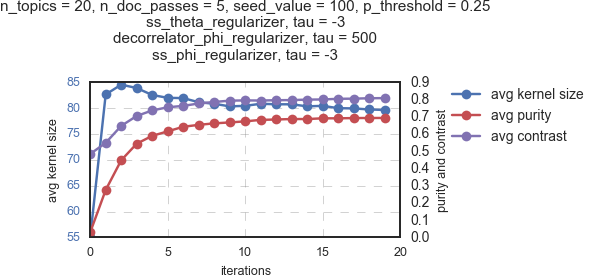 n_topics = 20, n_doc_passes = 5, seed_value = 100, p_threshold = 0.25
ss_theta_regularizer, tau = -3
decorrelator_phi_regularizer, tau = 500
ss_phi_regularizer, tau = -3
85
80
75
70
65
60
55
avg kernel size
0
5
10
15
20
iterations
0.9
0.8
0.7
0.6
0.5
0.4
0.3
0.2
0.1
0.0
purity and contrast
avg kernel size
avg purity
avg contrast